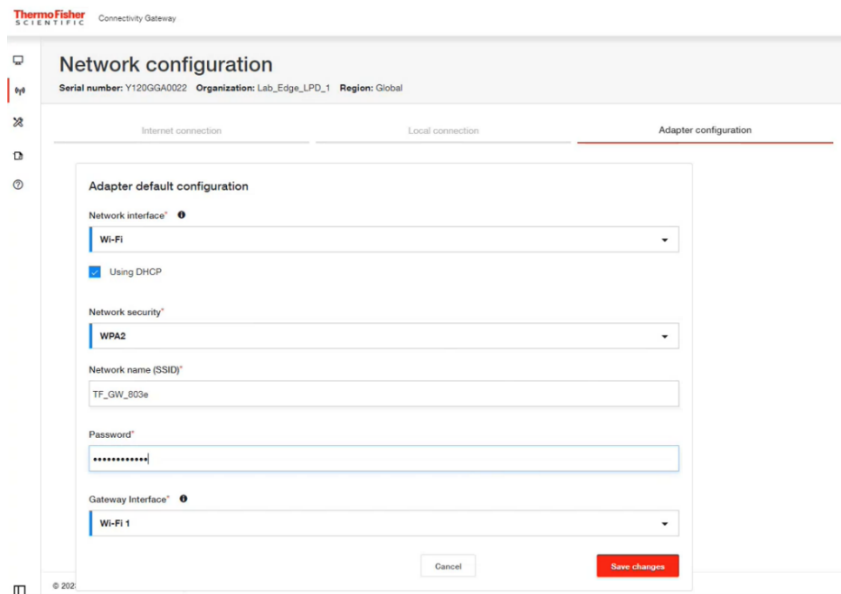 ThermoFisher
SCIENTIFIC
Connectivity Gateway
Network configuration
Serial number: Y120GGA0022 Organization: Lab_Edge_LPD_1 Region: Global
Internet connection
Local connection
Adapter configuration
Adapter default configuration
Network interface*
Wi-Fi
Using DHCP
Network security*
WPA2
Network name (SSID)*
TF_GW_803e
Password*
••••••••••••
Gateway Interface*
Wi-Fi 1
Cancel
Save changes
© 202